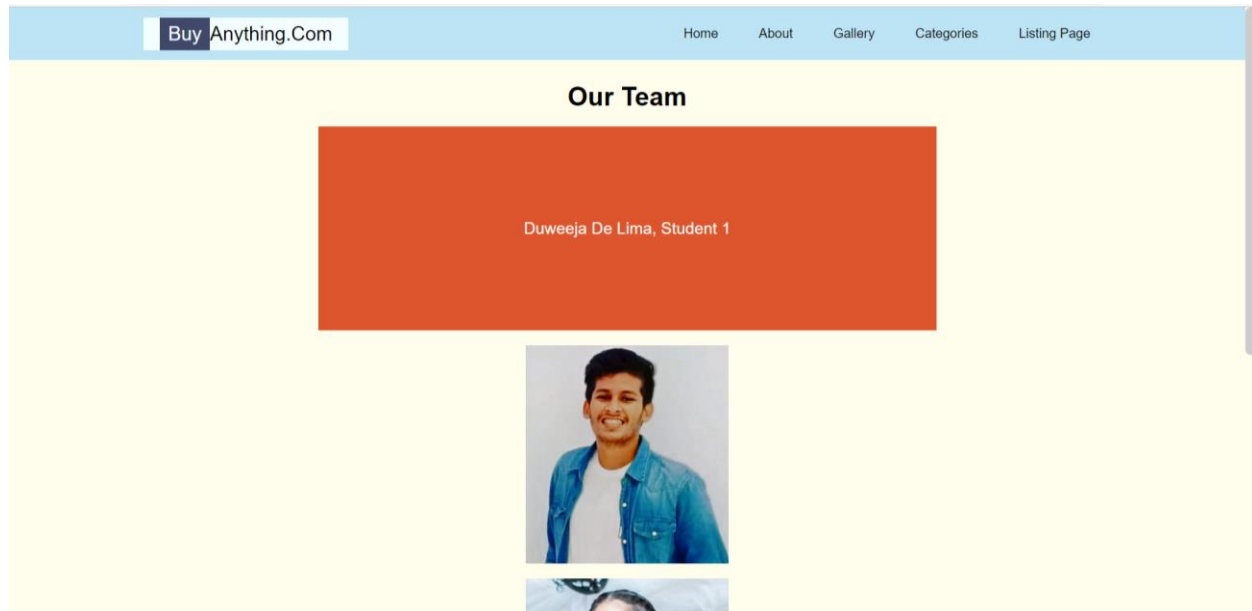 Buy Anything.Com Home About Gallery Categories Listing Page
Our Team
Duweeja De Lima, Student 1